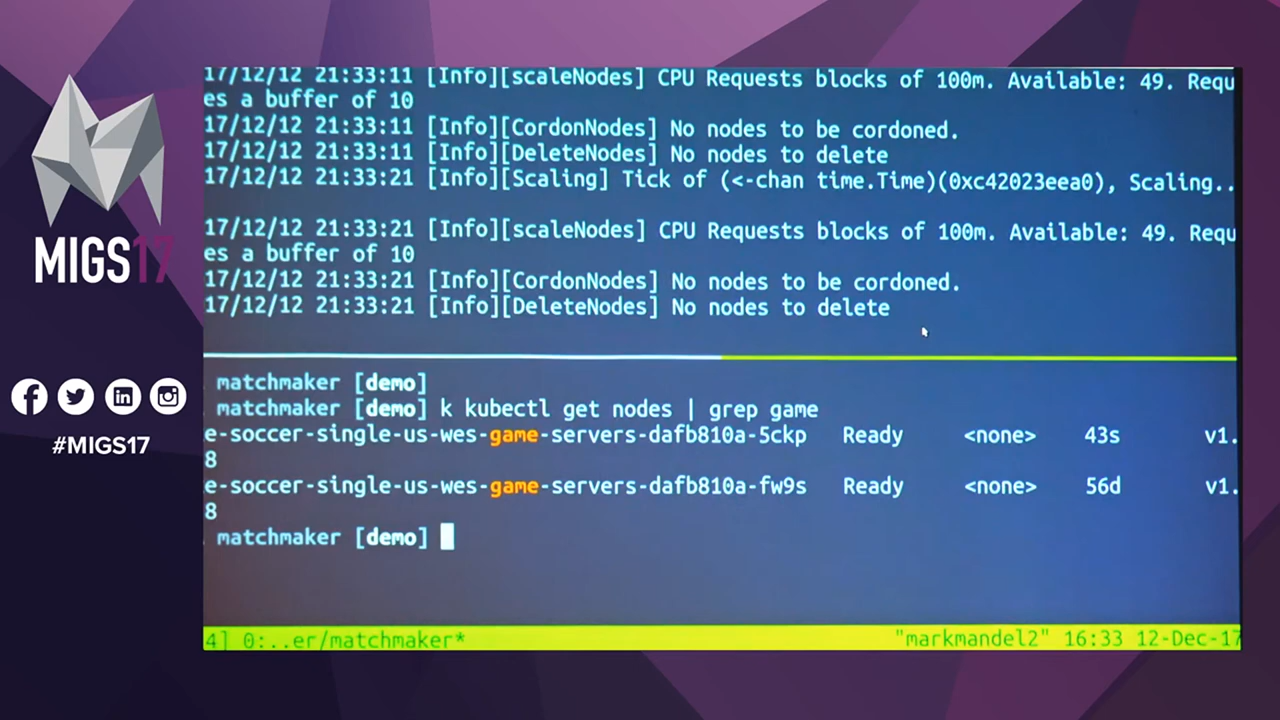 MIGS17
#MIGS17
17/12/12 21:33:11 [Info][scaleNodes] CPU Requests blocks of 100m. Available: 49. Requ
es a buffer of 10
17/12/12 21:33:11 [Info][CordonNodes] No nodes to be cordoned.
17/12/12 21:33:11 [Info][DeleteNodes] No nodes to delete
17/12/12 21:33:21 [Info][Scaling] Tick of (<-chan time.Time)(0xc42023eea0), Scaling..
17/12/12 21:33:21 [Info][scaleNodes] CPU Requests blocks of 100m. Available: 49. Requ
es a buffer of 10
17/12/12 21:33:21 [Info][CordonNodes] No nodes to be cordoned.
17/12/12 21:33:21 [Info][DeleteNodes] No nodes to delete
matchmaker [demo]
matchmaker [demo] k kubectl get nodes | grep game
e-soccer-single-us-wes-game-servers-dafb810a-5ckp Ready <none> 43s v1.
8
e-soccer-single-us-wes-game-servers-dafb810a-fw9s Ready <none> 56d v1.
8
matchmaker [demo]
4] 0:..er/matchmaker* "markmandel2" 16:33 12-Dec-17